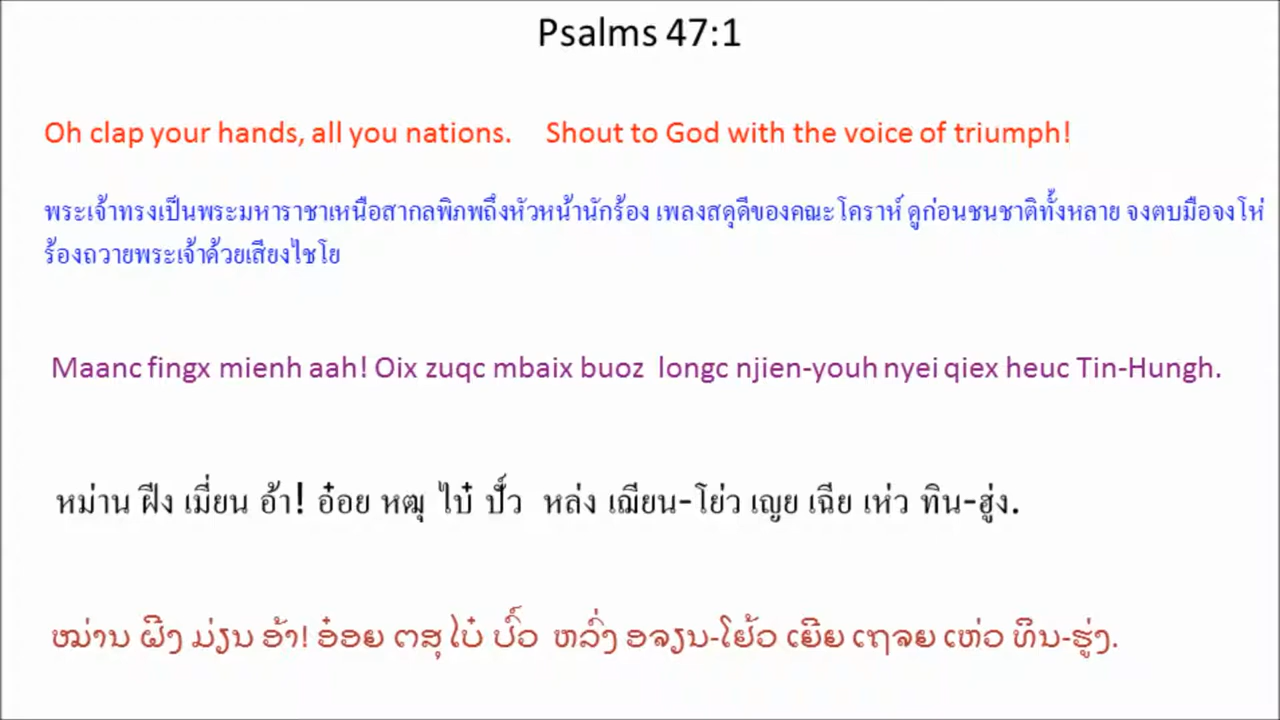 Psalms 47:1
Oh clap your hands, all you nations. Shout to God with the voice of triumph!
พระเจ้าทรงเป็นพระมหาราชาเหนือสากลพิภพถึงหัวหน้านักร้อง เพลงสดุดีของคณะโคราห์ ดูก่อนชนชาติทั้งหลาย จงตบมือจงโห่
ร้องถวายพระเจ้าด้วยเสียงไชโย
Maanc fingx mienh aah! Oix zuqc mbaix buoz longc njien-youh nyei qiex heuc Tin-Hungh.
หม่าน ฝีง เมี่ยน อ้า! อ๋อย หฒุ ไบ๋ ปั์ว หล่ง เฌียน-โย่ว เญย เฉีย เห่ว ทิน-ฮู่ง.
ໝ່ານ ຝີງ ມ່ຽນ ອ້າ! ອ໋ອຍ ຕສຸ ໄບ໋ ປົ໌ວ ຫລົ່ງ ອຈຽນ-ໂຢ້ວ ເຍີຍ ເຖຈຍ ເຫ່ວ ທິນ-ຮູ່ງ.